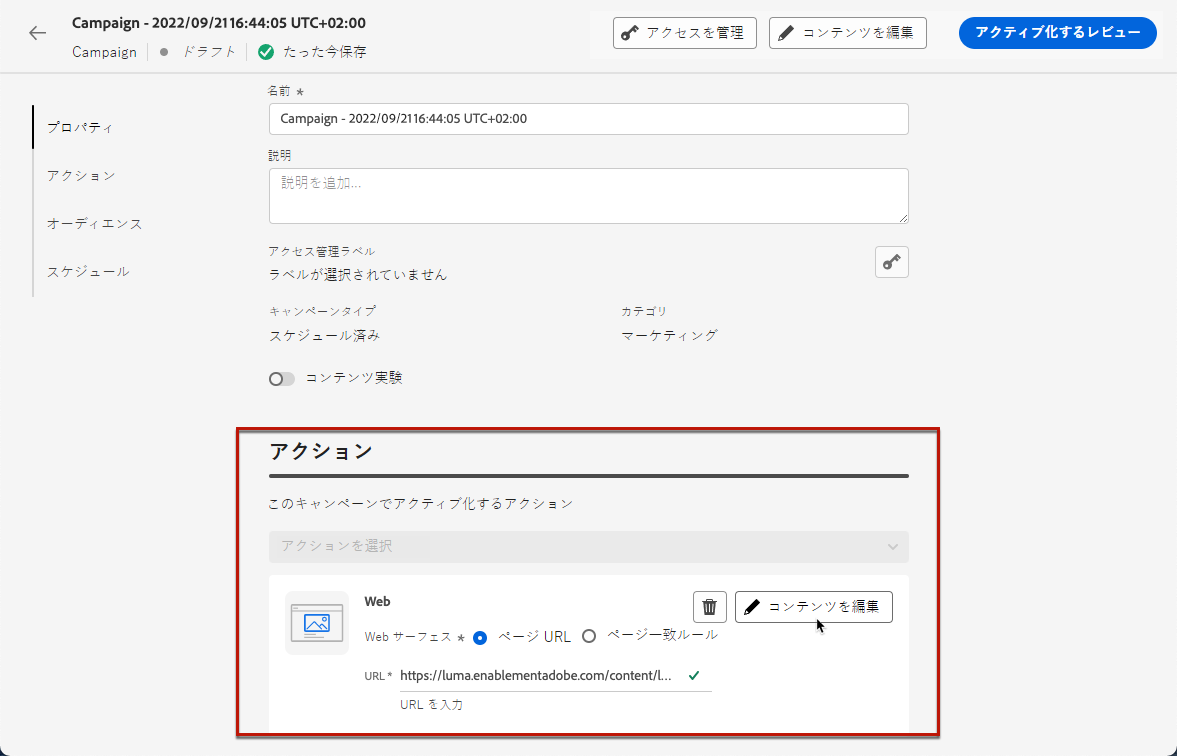 Campaign - 2022/09/2116:44:05 UTC+02:00
Campaign ドラフト たった今保存
アクセスを管理
コンテンツを編集
アクティブ化するレビュー
プロパティ
アクション
オーディエンス
スケジュール
名前 *
Campaign - 2022/09/2116:44:05 UTC+02:00
説明
説明を追加...
アクセス管理ラベル
ラベルが選択されていません
キャンペーンタイプ
スケジュール済み
カテゴリ
マーケティング
コンテンツ実験
アクション
このキャンペーンでアクティブ化するアクション
アクションを選択
Web
コンテンツを編集
Web サーフェス * ページ URL ページ一致ルール
URL* https://luma.enablementadobe.com/content/l...
URL を入力